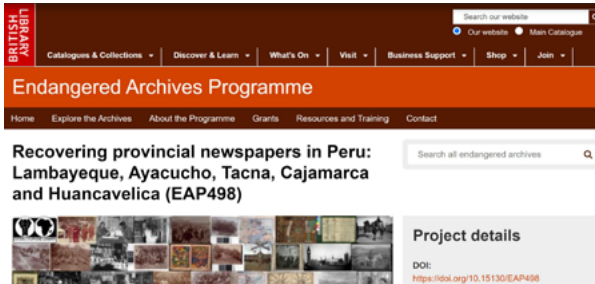 BRITISH
LIBRARY
Search our website
Our website
Main Catalogue
Catalogues & Collections
Discover & Learn
What's On
Visit
Business Support
Shop
Join
Endangered Archives Programme
Home
Explore the Archives
About the Programme
Grants
Resources and Training
Contact
Recovering provincial newspapers in Peru:
Lambayeque, Ayacucho, Tacna, Cajamarca
and Huancavelica (EAP498)
Search all endangered archives
Project details
DOI:
https://doi.org/10.15130/EAP498